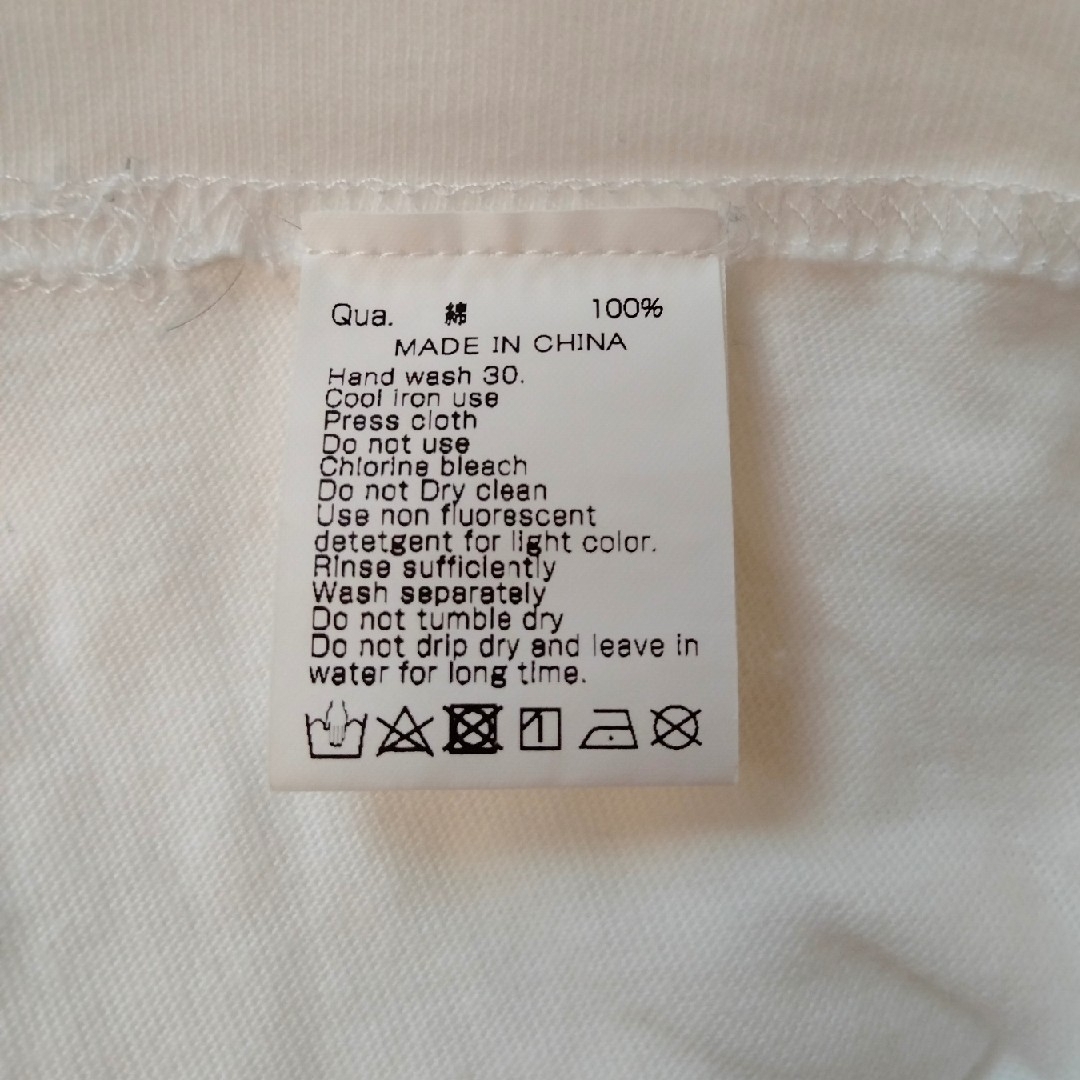 Qua. 綿 100%
MADE IN CHINA
Hand wash 30.
Cool iron use
Press cloth
Do not use
Chlorine bleach
Do not Dry clean
Use non fluorescent
detetgent for light color.
Rinse sufficiently
Wash separately
Do not tumble dry
Do not drip dry and leave in
water for long time.